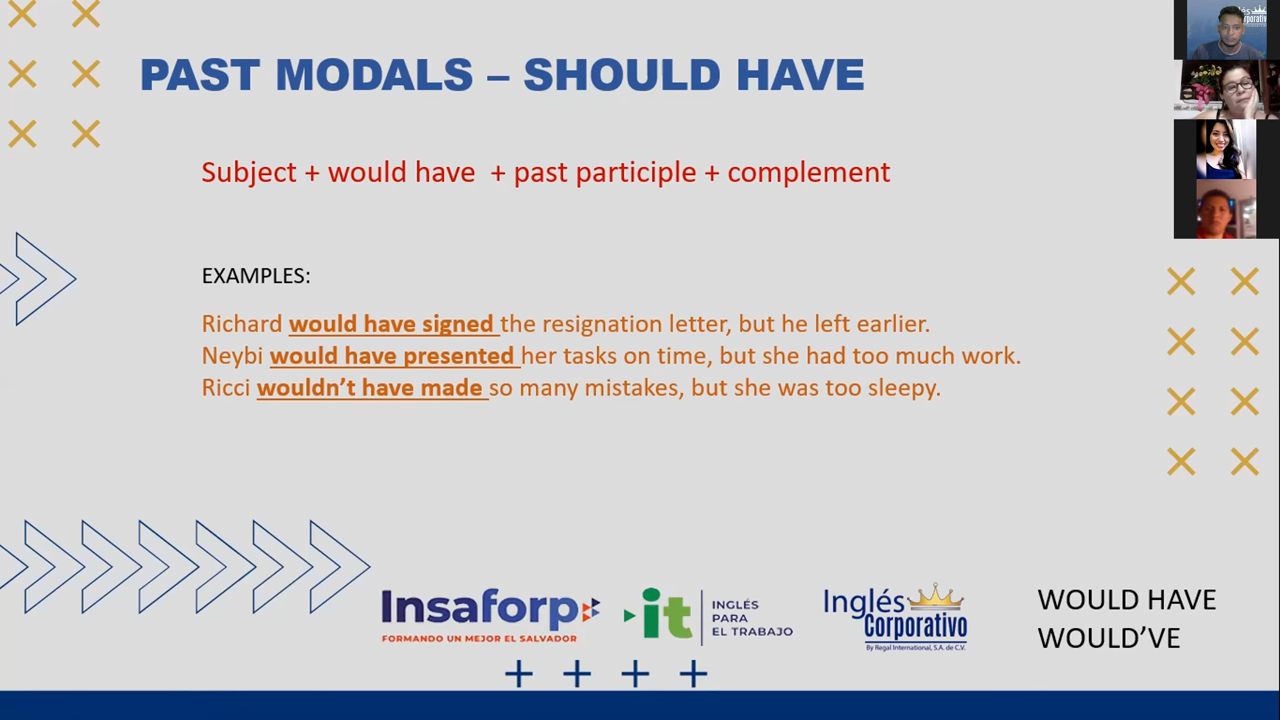 PAST MODALS – SHOULD HAVE
Subject + would have + past participle + complement
EXAMPLES:
Richard would have signed the resignation letter, but he left earlier.
Neybi would have presented her tasks on time, but she had too much work.
Ricci wouldn’t have made so many mistakes, but she was too sleepy.
Insaforp
FORMANDO UN MEJOR EL SALVADOR
it
INGLÉS
PARA
EL TRABAJO
Inglés
Corporativo
By Regal International, S.A. de C.V.
WOULD HAVE
WOULD’VE